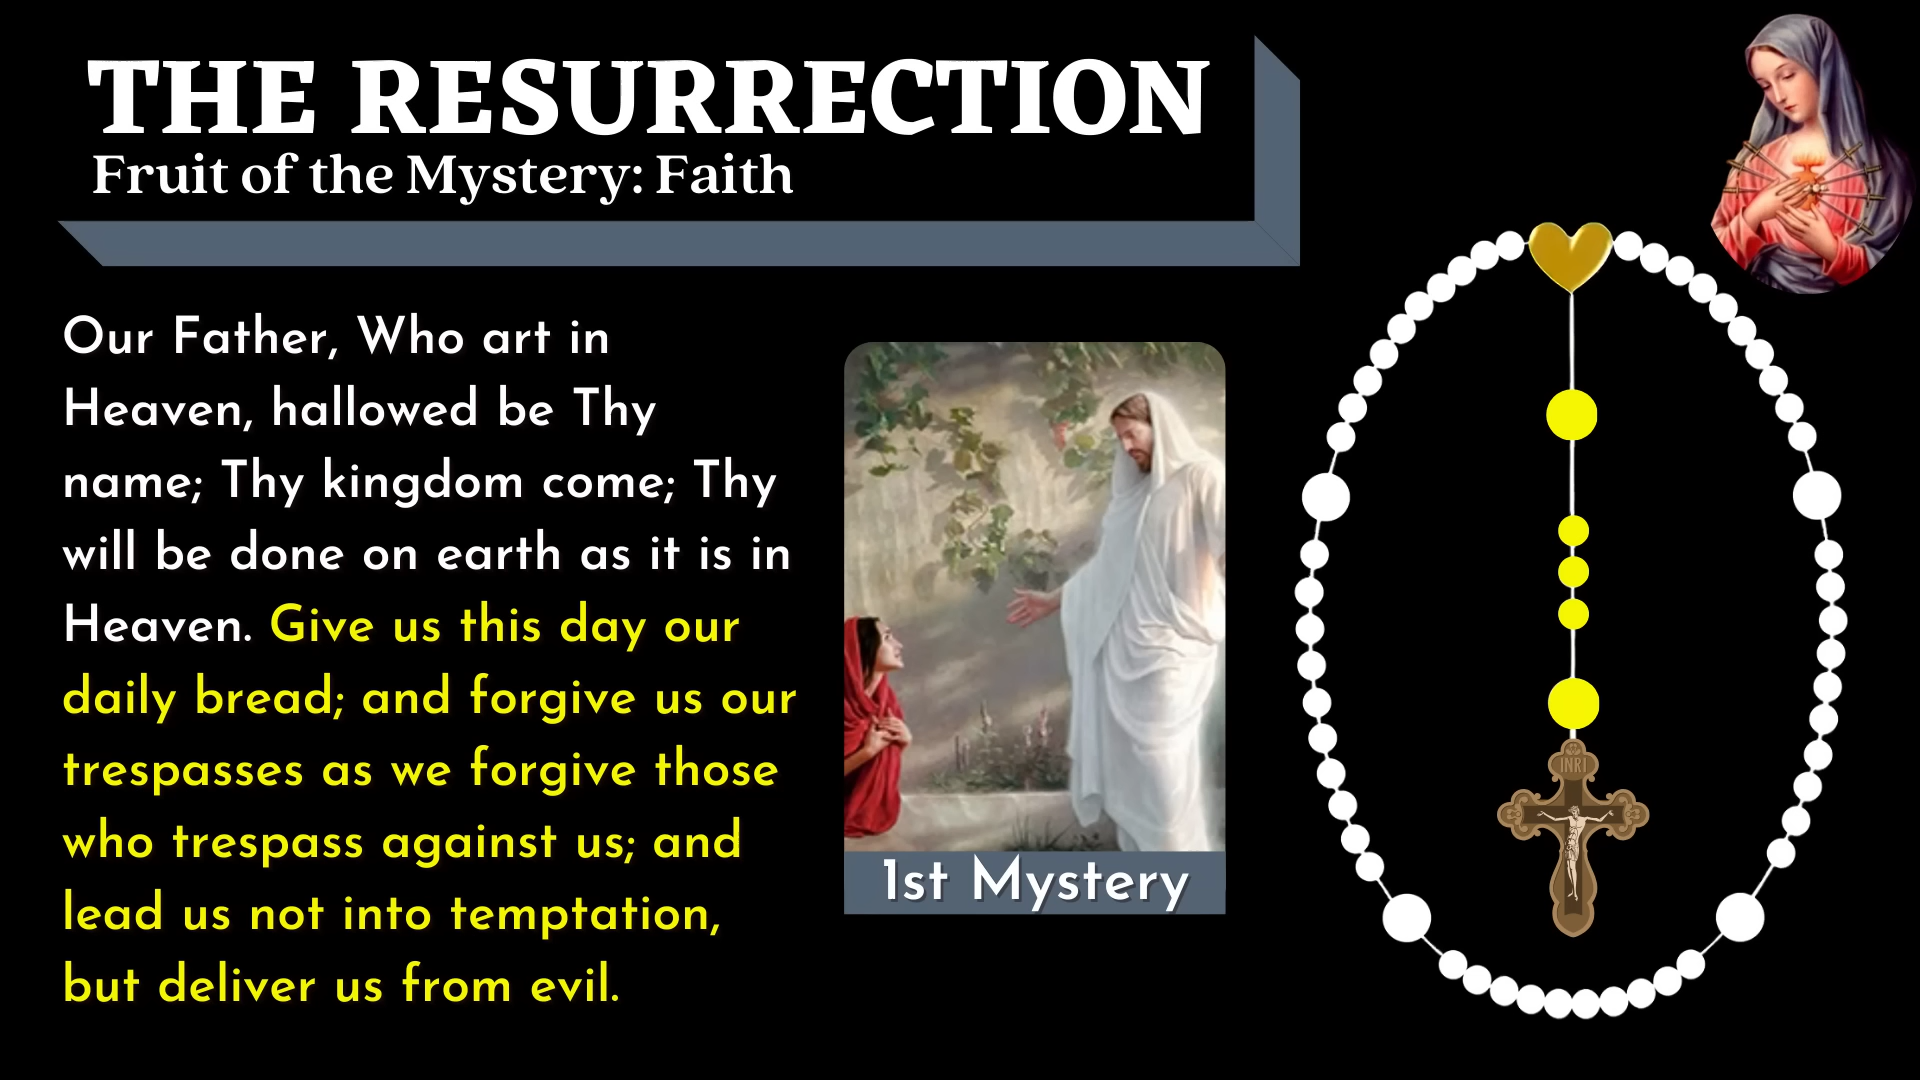 THE RESURRECTION
Fruit of the Mystery: Faith
Our Father, Who art in
Heaven, hallowed be Thy
name; Thy kingdom come; Thy
will be done on earth as it is in
Heaven. Give us this day our
daily bread; and forgive us our
trespasses as we forgive those
who trespass against us; and
lead us not into temptation,
but deliver us from evil.
1st Mystery
INRI